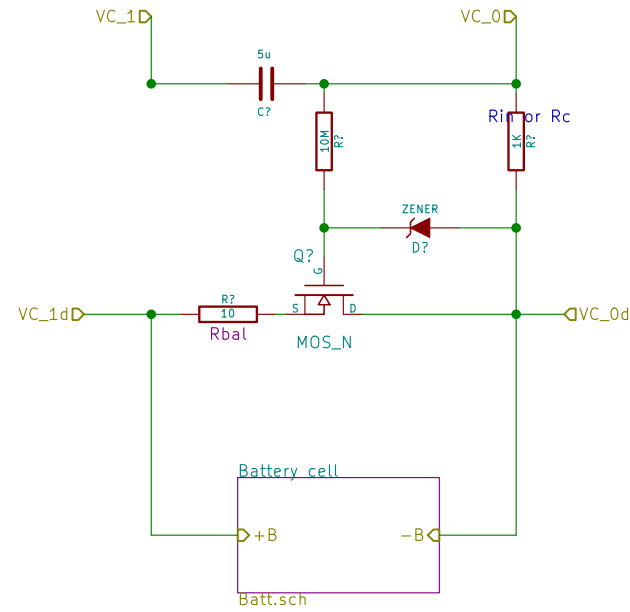 VC_1
VC_0
5u
C?
Rin or Rc
10M
R?
1K
R?
ZENER
D?
Q?
G
S
D
MOS_N
VC_1d
R?
10
Rbal
VC_0d
Battery cell
+B
-B
Batt.sch